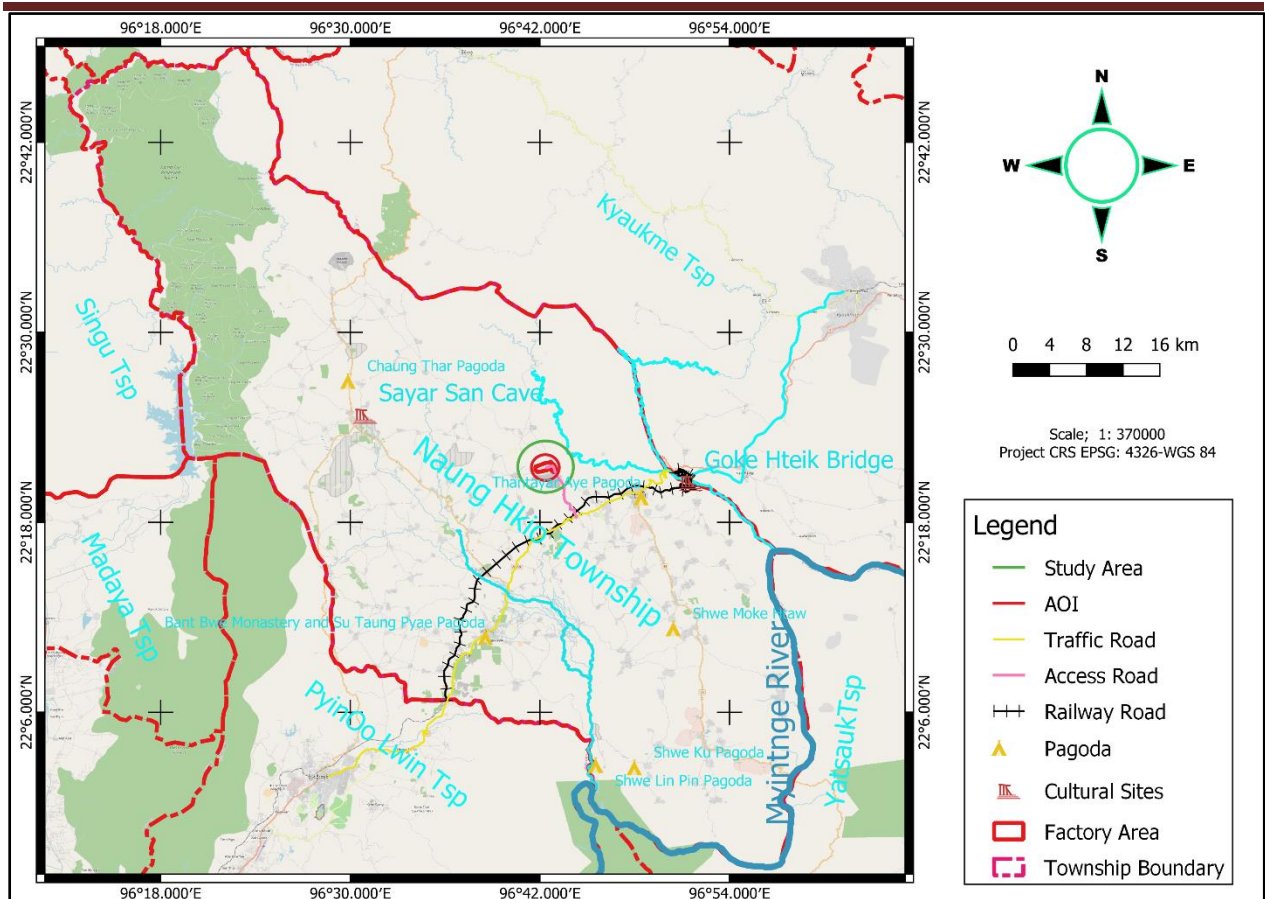 96°18.000'E 96°30.000'E 96°42.000'E 96°54.000'E
22°42.000'N
22°42.000'N
Kyaukme Tsp
Singu Tsp
22°30.000'N
22°30.000'N
Chaung Thar Pagoda
Sayar San Cave
Naung Hkio Township
Goke Hteik Bridge
Thantayar Aye Pagoda
22°18.000'N
22°18.000'N
Madaya Tsp
Bant Bwe Monastery and Su Taung Pyae Pagoda
Shwe Moke Htaw
PyinOo Lwin Tsp
Myintnge River
YatsaukTsp
22°6.000'N
22°6.000'N
Shwe Ku Pagoda
Shwe Lin Pin Pagoda
96°18.000'E 96°30.000'E 96°42.000'E 96°54.000'E
N
W E
S
0 4 8 12 16 km
Scale; 1: 370000
Project CRS EPSG: 4326-WGS 84
Legend
Study Area
AOI
Traffic Road
Access Road
Railway Road
Pagoda
Cultural Sites
Factory Area
Township Boundary